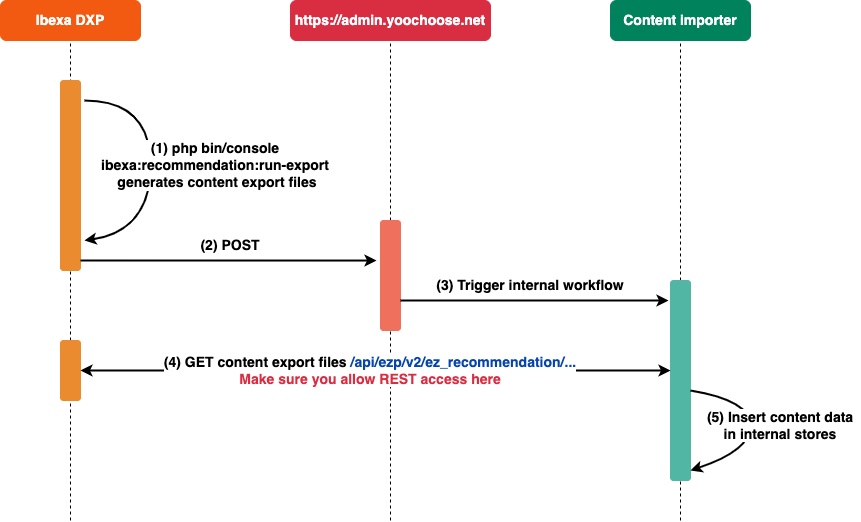 Ibexa DXP
https://admin.yoochoose.net
Content importer
(1) php bin/console
ibexa:recommendation:run-export
generates content export files
(2) POST
(3) Trigger internal workflow
(4) GET content export files /api/ezp/v2/ez_recommendation/...
Make sure you allow REST access here
(5) Insert content data
in internal stores